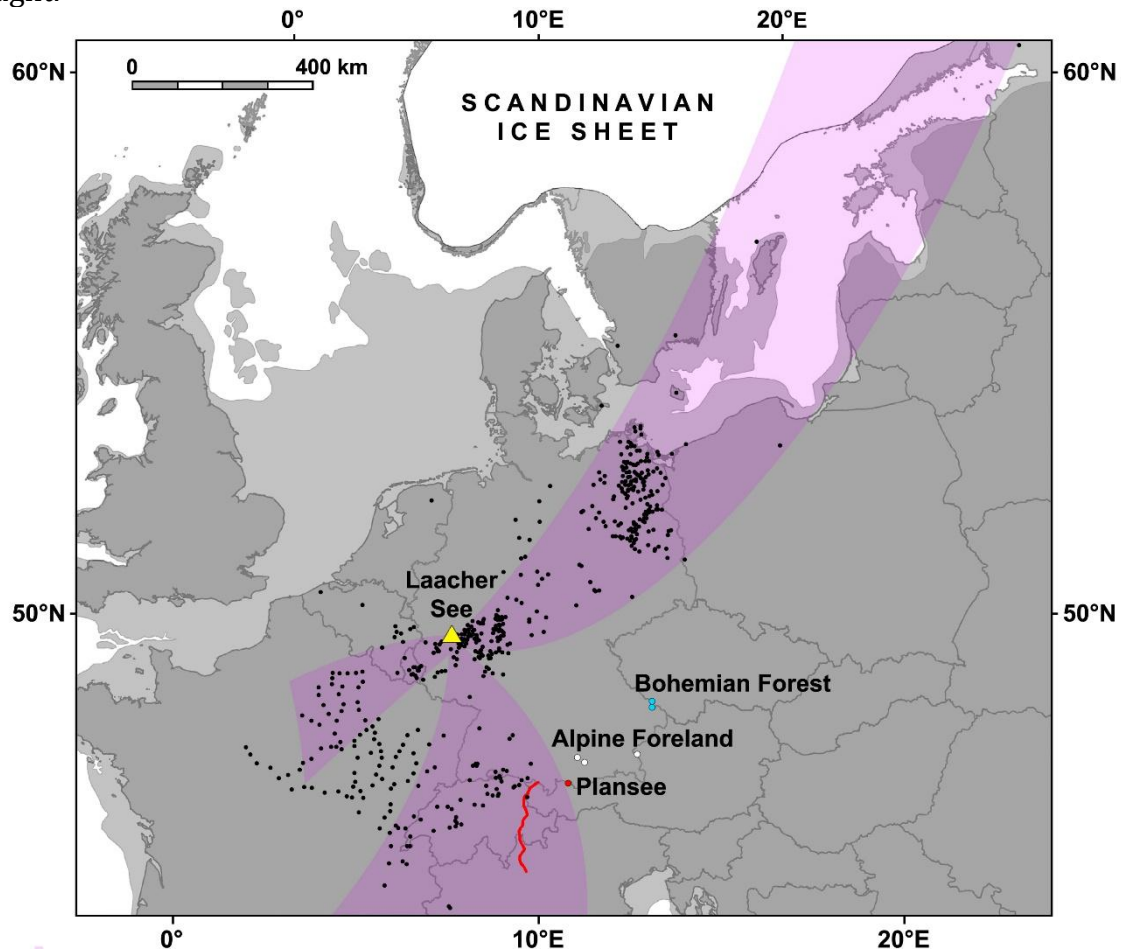 0°
10°E
20°E
0
400 km
60°N
60°N
SCANDINAVIAN
ICE SHEET
Laacher
See
50°N
50°N
Bohemian Forest
Alpine Foreland
Plansee
0°
10°E
20°E